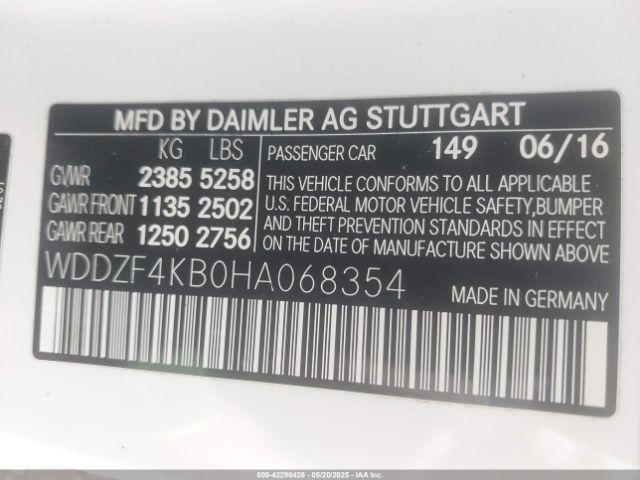 MFD BY DAIMLER AG STUTTGART
KG LBS
GVWR 2385 5258
GAWR FRONT 1135 2502
GAWR REAR 1250 2756
PASSENGER CAR 149 06/16
THIS VEHICLE CONFORMS TO ALL APPLICABLE
U.S. FEDERAL MOTOR VEHICLE SAFETY,BUMPER
AND THEFT PREVENTION STANDARDS IN EFFECT
ON THE DATE OF MANUFACTURE SHOWN ABOVE
WDDZF4KB0HA068354
MADE IN GERMANY
000-42298426 - 05/20/2025 - IAAI.COM